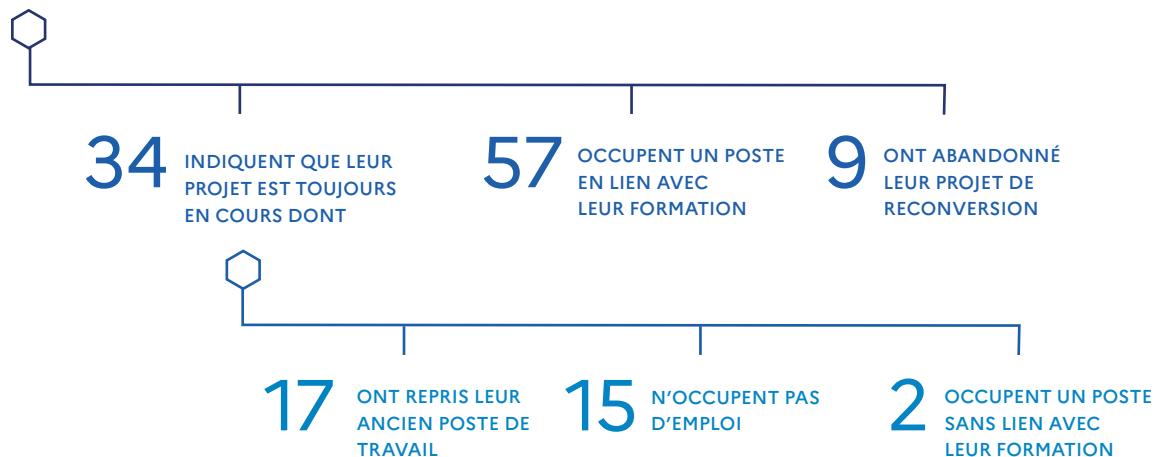 34
INDIQUENT QUE LEUR
PROJET EST TOUJOURS
EN COURS DONT
57
OCCUPENT UN POSTE
EN LIEN AVEC
LEUR FORMATION
9
ONT ABANDONNÉ
LEUR PROJET DE
RECONVERSION
17
ONT REPRIS LEUR
ANCIEN POSTE DE
TRAVAIL
15
N’OCCUPENT PAS
D’EMPLOI
2
OCCUPENT UN POSTE
SANS LIEN AVEC
LEUR FORMATION